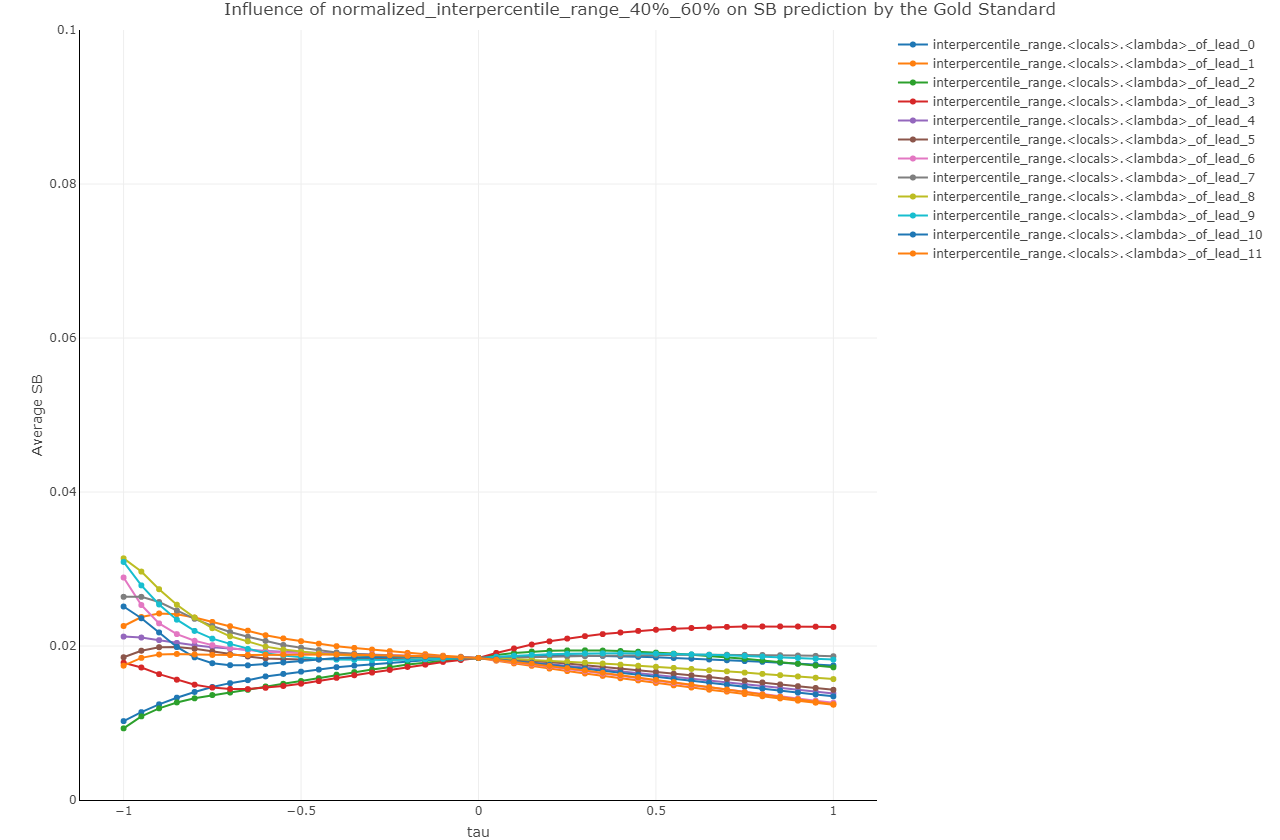 Influence of normalized_interpercentile_range_40%_60% on SB prediction by the Gold Standard
0.1
0.08
0.06
0.04
0.02
0
Average SB
−1
−0.5
0
0.5
1
tau
interpercentile_range.<locals>.<lambda>_of_lead_0
interpercentile_range.<locals>.<lambda>_of_lead_1
interpercentile_range.<locals>.<lambda>_of_lead_2
interpercentile_range.<locals>.<lambda>_of_lead_3
interpercentile_range.<locals>.<lambda>_of_lead_4
interpercentile_range.<locals>.<lambda>_of_lead_5
interpercentile_range.<locals>.<lambda>_of_lead_6
interpercentile_range.<locals>.<lambda>_of_lead_7
interpercentile_range.<locals>.<lambda>_of_lead_8
interpercentile_range.<locals>.<lambda>_of_lead_9
interpercentile_range.<locals>.<lambda>_of_lead_10
interpercentile_range.<locals>.<lambda>_of_lead_11